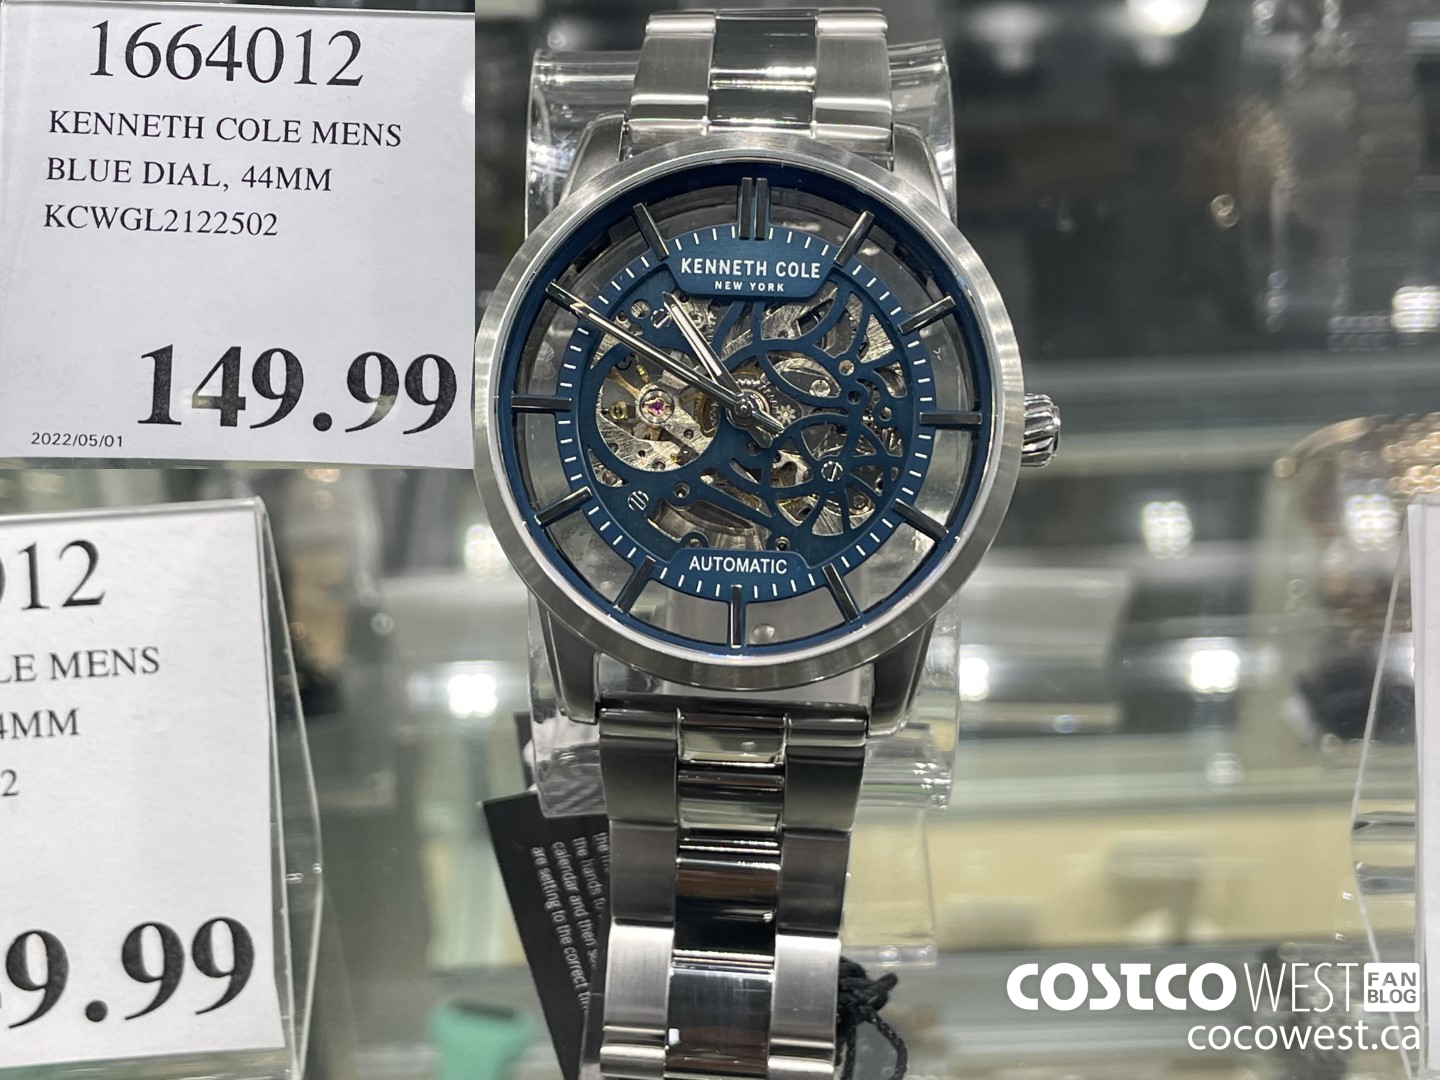 1664012
KENNETH COLE MENS
BLUE DIAL, 44MM
KCWGL2122502
149.99
2022/05/01
012
LE MENS
4MM
2
9.99
KENNETH COLE
NEW YORK
AUTOMATIC
the hands to
calendar and then
are setting to the correct
COSTCO WEST FAN BLOG
cocowest.ca